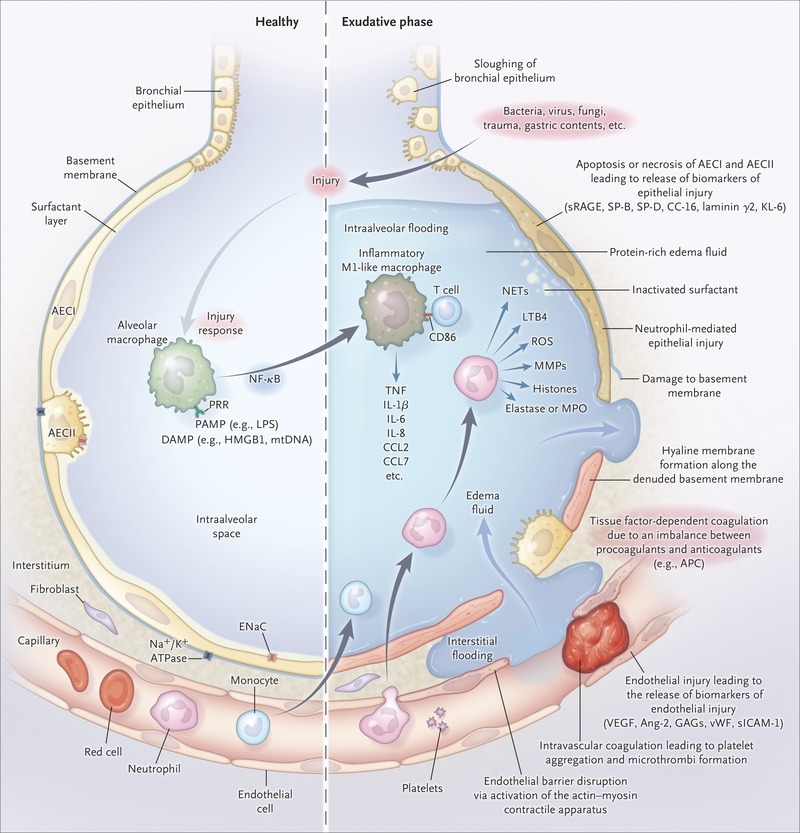 Healthy
Exudative phase
Bronchial
epithelium
Sloughing of
bronchial epithelium
Bacteria, virus, fungi,
trauma, gastric contents, etc.
Basement
membrane
Injury
Apoptosis or necrosis of AECI and AECII
leading to release of biomarkers of
epithelial injury
(sRAGE, SP-B, SP-D, CC-16, laminin γ2, KL-6)
Surfactant
layer
Intraalveolar flooding
Protein-rich edema fluid
Inflammatory
M1-like macrophage
T cell
NETs
Inactivated surfactant
AECI
Alveolar
macrophage
Injury
response
CD86
LTB4
ROS
Neutrophil-mediated
epithelial injury
NF-κB
MMPs
Histones
Elastase or MPO
Damage to basement
membrane
PRR
PAMP (e.g., LPS)
DAMP (e.g., HMGB1, mtDNA)
TNF
IL-1β
IL-6
IL-8
CCL2
CCL7
etc.
AECII
Hyaline membrane
formation along the
denuded basement membrane
Edema
fluid
Intraalveolar
space
Tissue factor-dependent coagulation
due to an imbalance between
procoagulants and anticoagulants
(e.g., APC)
Interstitium
Fibroblast
ENaC
Na+/K+
ATPase
Capillary
Monocyte
Interstitial
flooding
Endothelial injury leading to
the release of biomarkers of
endothelial injury
(VEGF, Ang-2, GAGs, vWF, sICAM-1)
Red cell
Neutrophil
Endothelial
cell
Platelets
Intravascular coagulation leading to platelet
aggregation and microthrombi formation
Endothelial barrier disruption
via activation of the actin–myosin
contractile apparatus